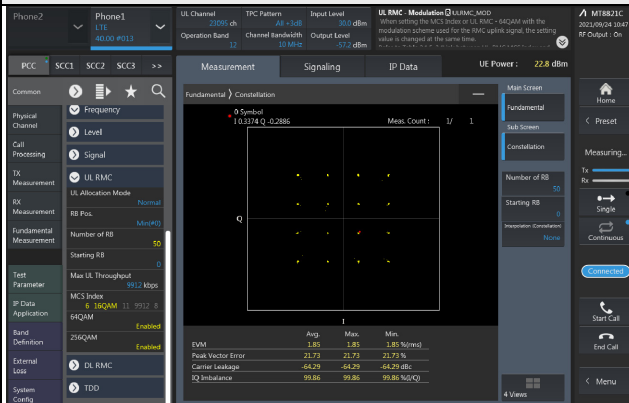 Phone2
Phone1
LTE
40.00 #013
UL Channel
23095 ch
Operation Band
12
TPC Pattern
All +3dB
Channel Bandwidth
10 MHz
Input Level
30.0 dBm
Output Level
-57.2 dBm
UL RMC - Modulation UURMC_MOD
When setting the MCS Index or UL RMC - 64QAM with the
modulation scheme used for the RMC uplink signal, the setting
value is changed at the same time.
MT8821C
2021/09/24 10:47
RF Output : On
PCC
SCC1
SCC2
SCC3
>>
Measurement
Signaling
IP Data
UE Power : 22.8 dBm
Common
Physical
Channel
Call
Processing
TX
Measurement
RX
Measurement
Fundamental
Measurement
Test
Parameter
IP Data
Application
Band
Definition
External
Loss
System
Config
Frequency
Level
Signal
UL RMC
UL Allocation Mode
Normal
RB Pos.
Min(#0)
Number of RB
50
Starting RB
0
Max UL Throughput
9912 kbps
MCS Index
6 16QAM 11 9912 8
64QAM
Enabled
256QAM
Enabled
DL RMC
TDD
Fundamental
Constellation
0 Symbol
I 0.3374 Q -0.2886
Meas. Count : 1/ 1
Q
I
Avg. Max. Min.
EVM 1.85 1.85 1.85 %(rms)
Peak Vector Error 21.73 21.73 21.73 %
Carrier Leakage -64.29 -64.29 -64.29 dBc
IQ Imbalance 99.86 99.86 99.86 %(I/Q)
Main Screen
Fundamental
Sub Screen
Constellation
Number of RB
50
Starting RB
0
Interpolation (Constellation)
None
4 Views
Home
Preset
Measuring...
Tx
Rx
Single
Continuous
Connected
Start Call
End Call
Menu